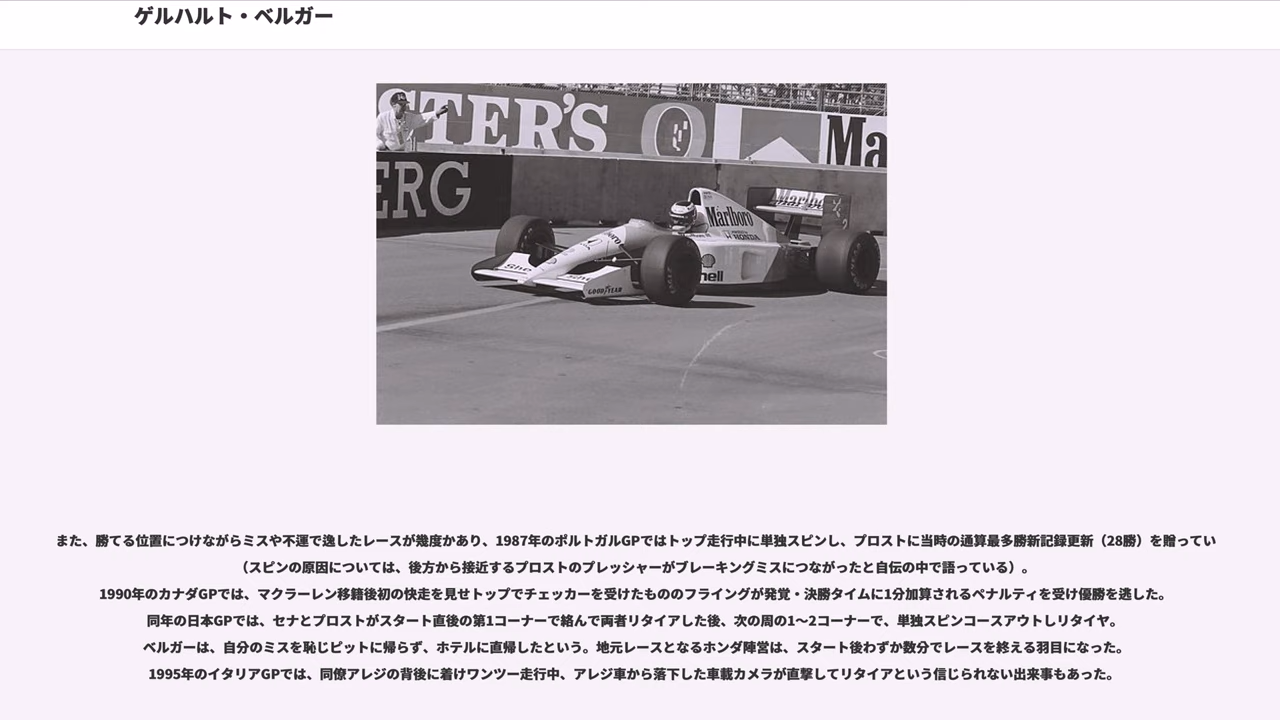 ゲルハルト・ベルガー
STER'S
Ma
ERG
Marlboro
Marlboro
HONDA
Shell
GOODYEAR
また、勝てる位置につけながらミスや不運で逸したレースが幾度かあり、1987年のポルトガルGPではトップ走行中に単独スピンし、プロストに当時の通算最多勝新記録更新（28勝）を贈ってい
（スピンの原因については、後方から接近するプロストのプレッシャーがブレーキングミスにつながったと自伝の中で語っている）。
1990年のカナダGPでは、マクラーレン移籍後初の快走を見せトップでチェッカーを受けたもののフライングが発覚・決勝タイムに1分加算されるペナルティを受け優勝を逃した。
同年の日本GPでは、セナとプロストがスタート直後の第1コーナーで絡んで両者リタイアした後、次の周の1〜2コーナーで、単独スピンコースアウトしリタイヤ。
ベルガーは、自分のミスを恥じピットに帰らず、ホテルに直帰したという。地元レースとなるホンダ陣営は、スタート後わずか数分でレースを終える羽目になった。
1995年のイタリアGPでは、同僚アレジの背後に着けワンツー走行中、アレジ車から落下した車載カメラが直撃してリタイアという信じられない出来事もあった。